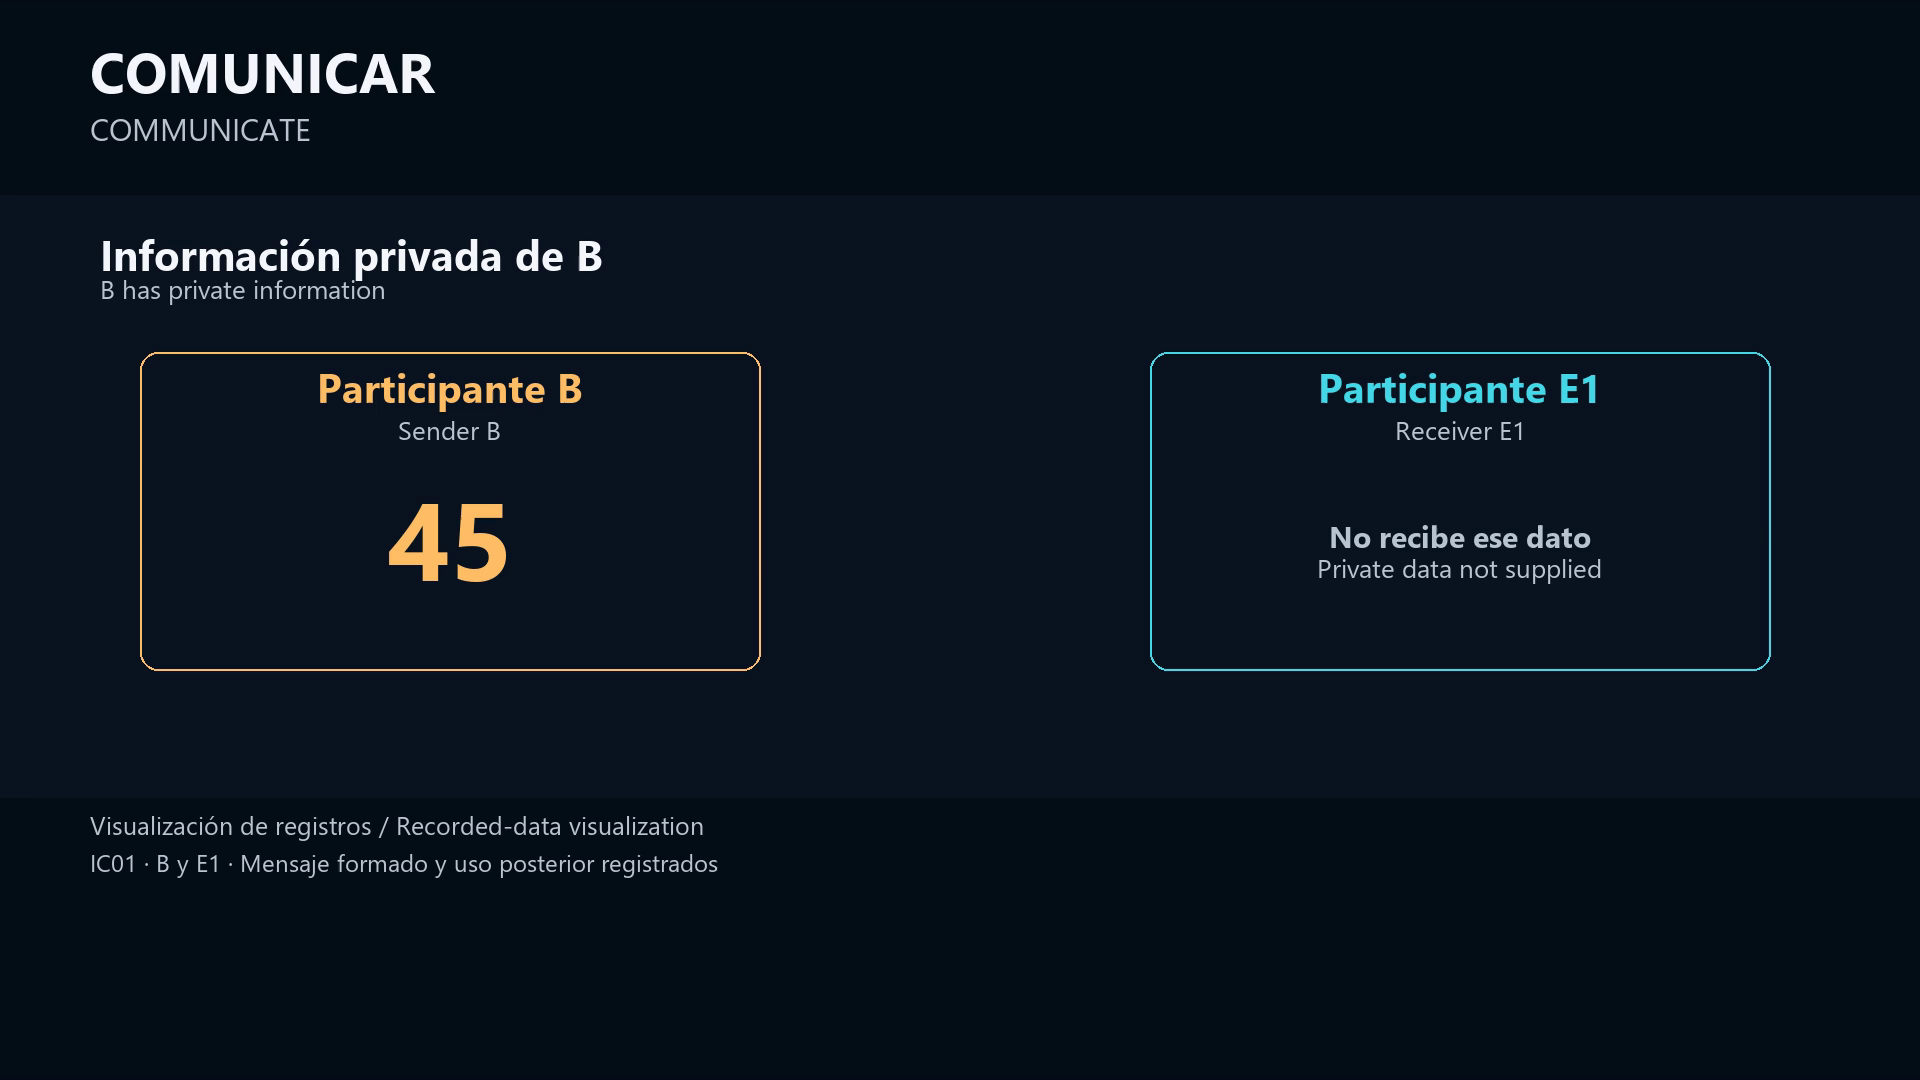 COMUNICAR
COMMUNICATE
Información privada de B
B has private information
Participante B
Sender B
45
Participante E1
Receiver E1
No recibe ese dato
Private data not supplied
Visualización de registros / Recorded-data visualization
IC01 · B y E1 · Mensaje formado y uso posterior registrados